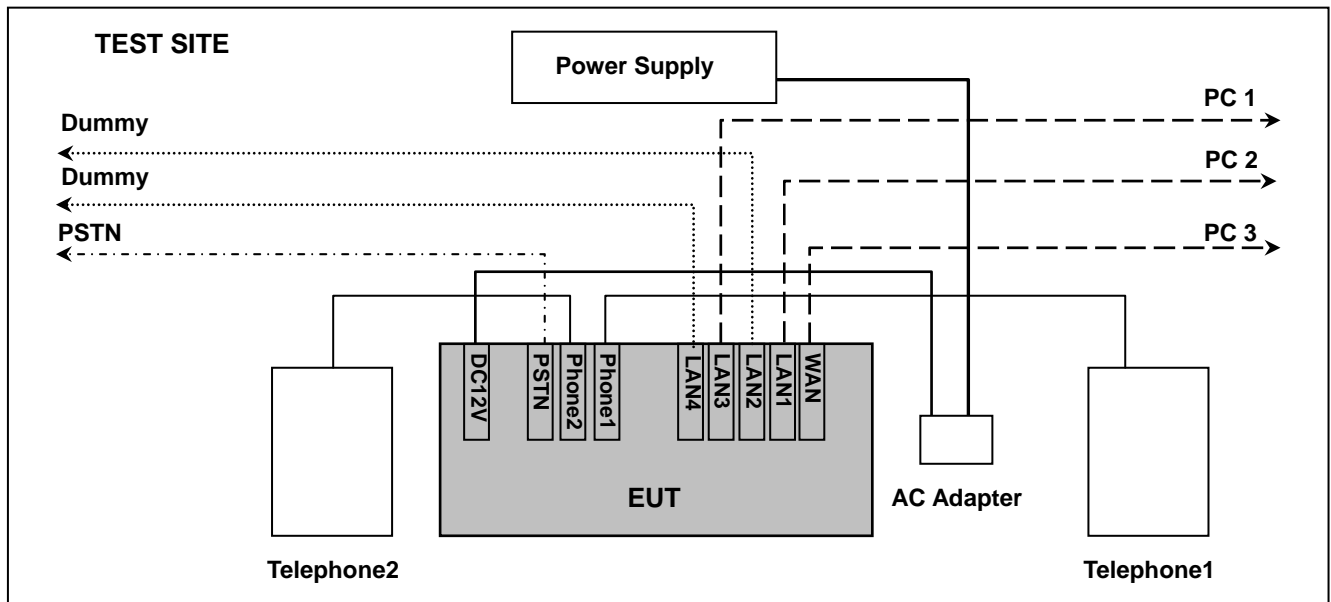 TEST SITE
Power Supply
PC 1
Dummy
PC 2
Dummy
PSTN
PC 3
DC12V
PSTN
Phone2
Phone1
LAN4
LAN3
LAN2
LAN1
WAN
EUT
AC Adapter
Telephone2
Telephone1